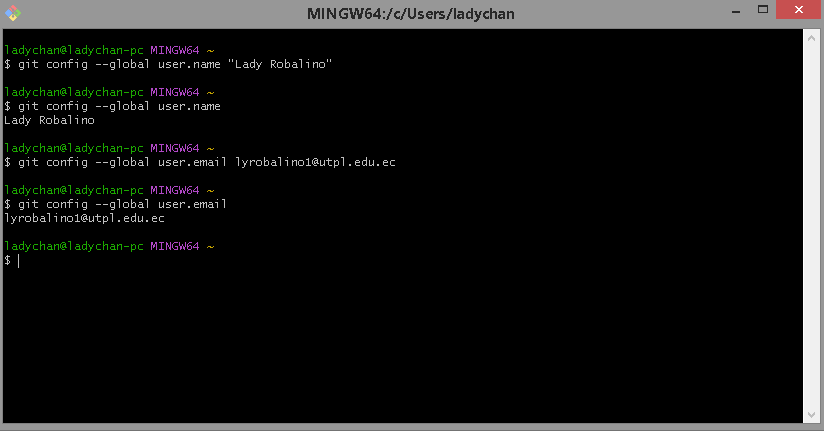 MINGW64:/c/Users/ladychan
ladychan@ladychan-pc MINGW64 ~
$ git config --global user.name "Lady Robalino"
ladychan@ladychan-pc MINGW64 ~
$ git config --global user.name
Lady Robalino
ladychan@ladychan-pc MINGW64 ~
$ git config --global user.email lyrobalino1@utpl.edu.ec
ladychan@ladychan-pc MINGW64 ~
$ git config --global user.email
lyrobalino1@utpl.edu.ec
ladychan@ladychan-pc MINGW64 ~
$